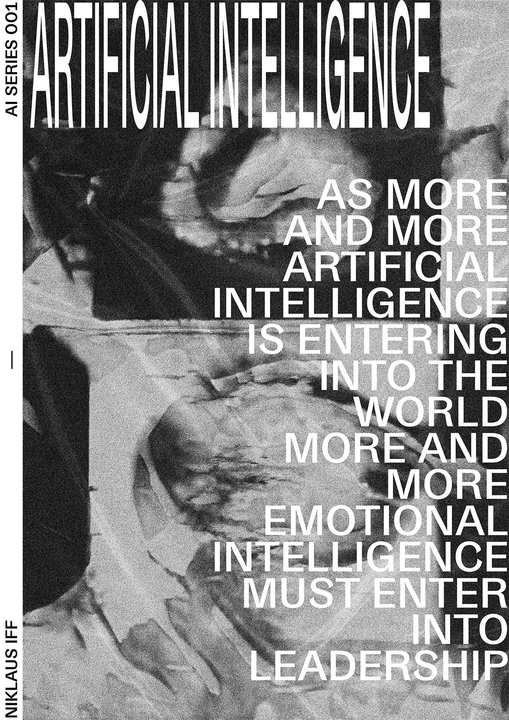 AI SERIES 001
ARTIFICIAL INTELLIGENCE
AS MORE
AND MORE
ARTIFICIAL
INTELLIGENCE
IS ENTERING
INTO THE
WORLD
MORE AND
MORE
EMOTIONAL
INTELLIGENCE
MUST ENTER
INTO
LEADERSHIP
—
NIKLAUS IFF